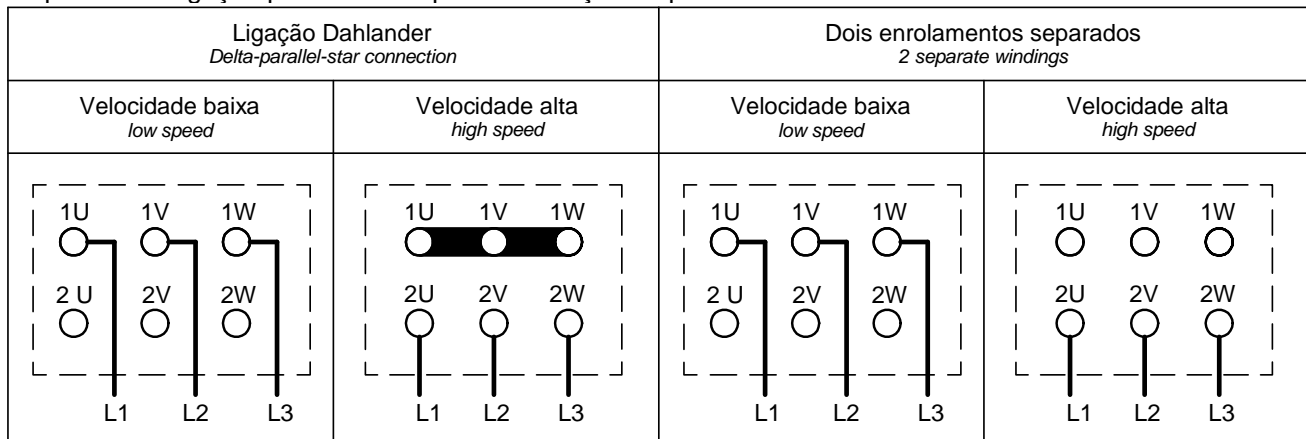 Ligação Dahlander
Delta-parallel-star connection
Dois enrolamentos separados
2 separate windings
Velocidade baixa
low speed
Velocidade alta
high speed
Velocidade baixa
low speed
Velocidade alta
high speed
1U 1V 1W
2 U 2V 2W
L1 L2 L3
1U 1V 1W
2U 2V 2W
L1 L2 L3
1U 1V 1W
2 U 2V 2W
L1 L2 L3
1U 1V 1W
2U 2V 2W
L1 L2 L3